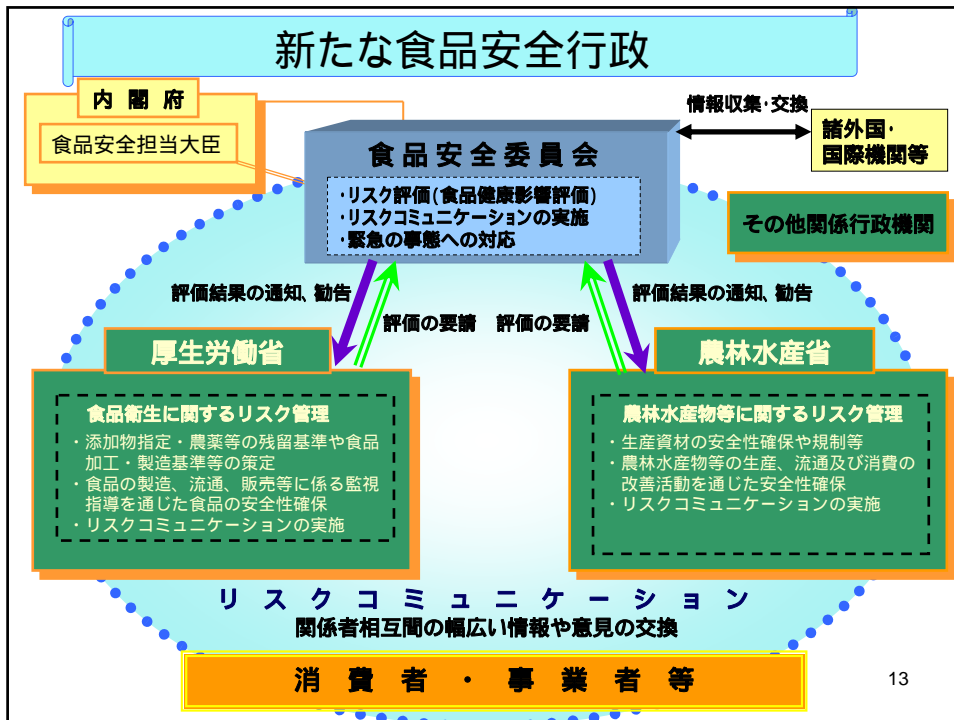 新たな食品安全行政
内閣府
食品安全担当大臣
情報収集・交換
諸外国・
国際機関等
食品安全委員会
・リスク評価(食品健康影響評価)
・リスクコミュニケーションの実施
・緊急の事態への対応
その他関係行政機関
評価結果の通知、勧告
評価の要請
評価の要請
評価結果の通知、勧告
厚生労働省
食品衛生に関するリスク管理
・添加物指定・農薬等の残留基準や食品
加工・製造基準等の策定
・食品の製造、流通、販売等に係る監視
指導を通じた食品の安全性確保
・リスクコミュニケーションの実施
農林水産省
農林水産物等に関するリスク管理
・生産資材の安全性確保や規制等
・農林水産物等の生産、流通及び消費の
改善活動を通じた安全性確保
・リスクコミュニケーションの実施
リスクコミュニケーション
関係者相互間の幅広い情報や意見の交換
消費者・事業者等
13